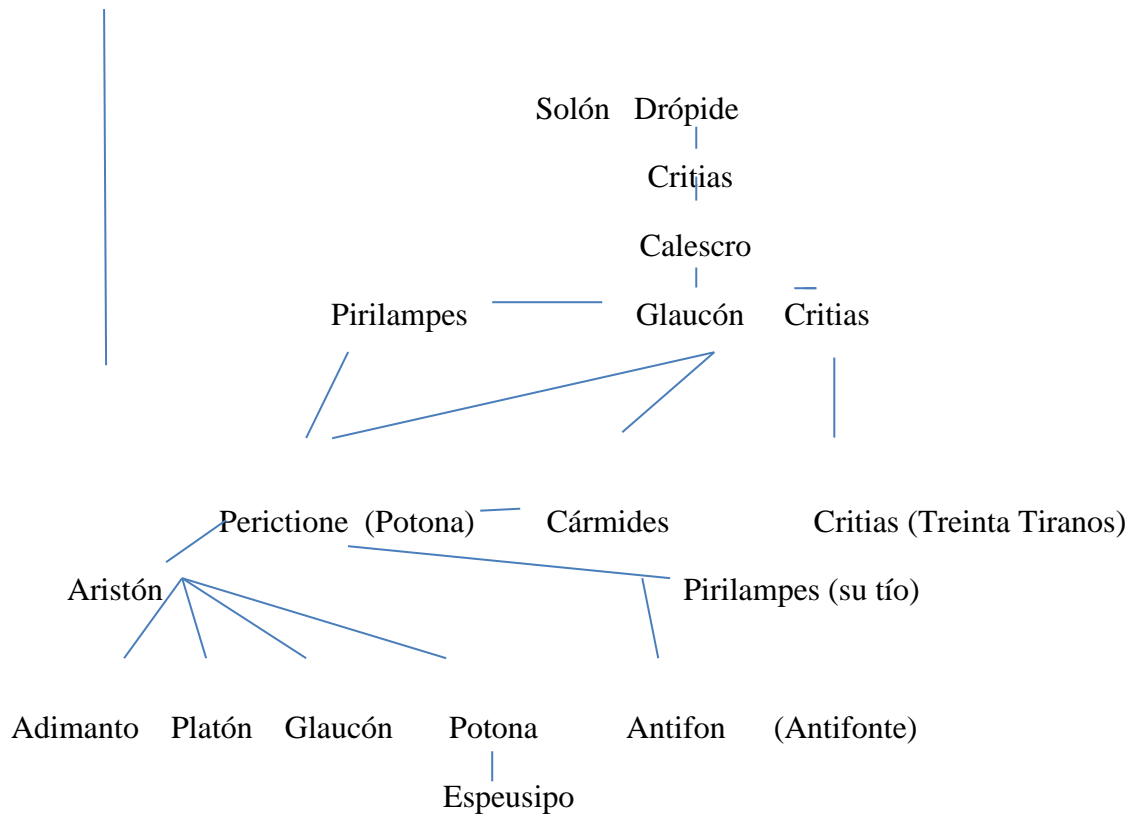 Solón Drópide
Critias
Calescro
Pirilampes Glaucón Critias
Perictione (Potona) Cármides Critias (Treinta Tiranos)
Aristón Pirilampes (su tío)
Adimanto Platón Glaucón Potona Antifon (Antifonte)
Espeusipo